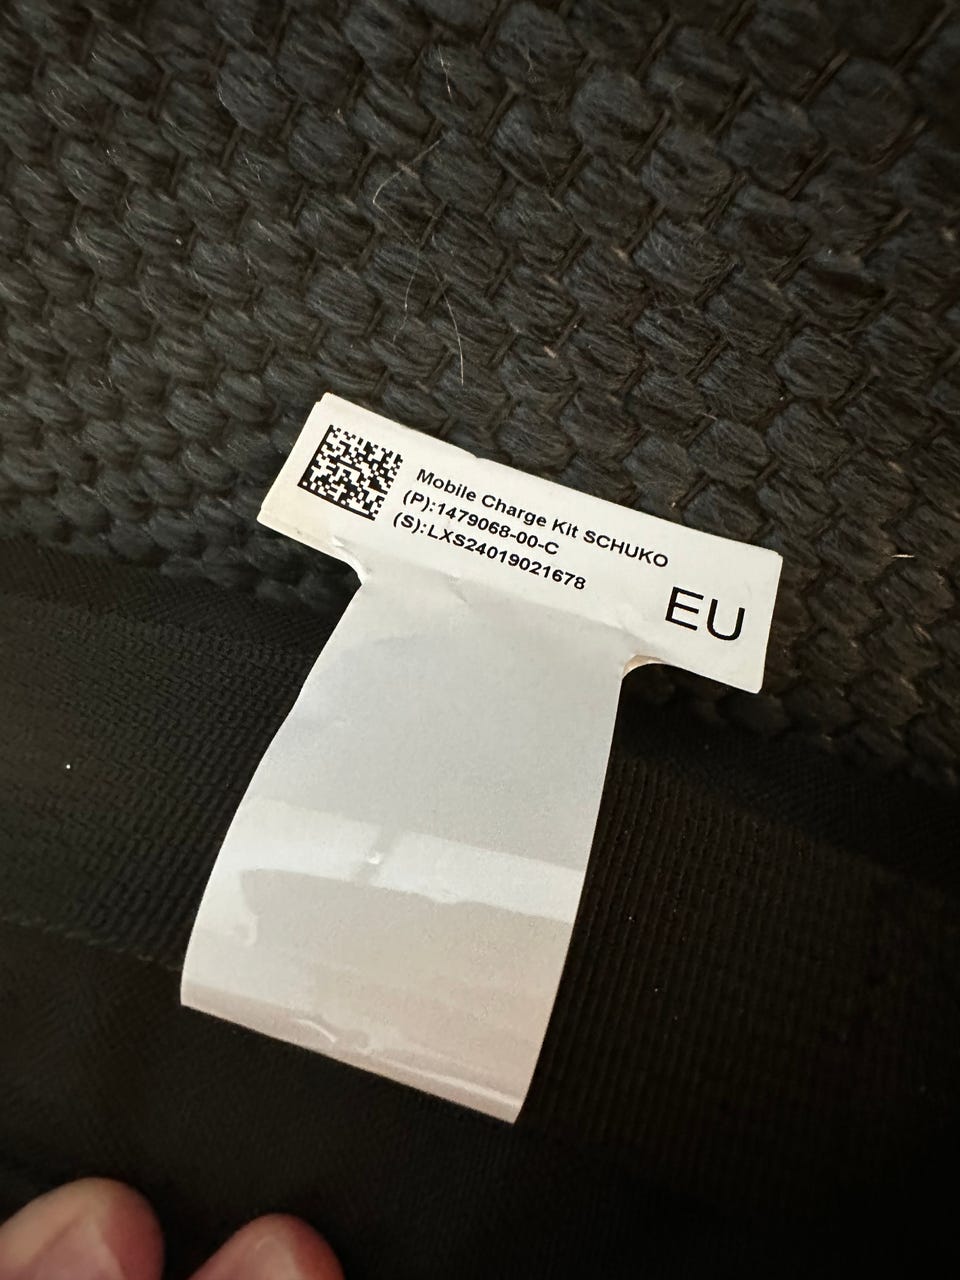 Mobile Charge Kit SCHUKO
(P):1479068-00-C
(S):LXS24019021678
EU